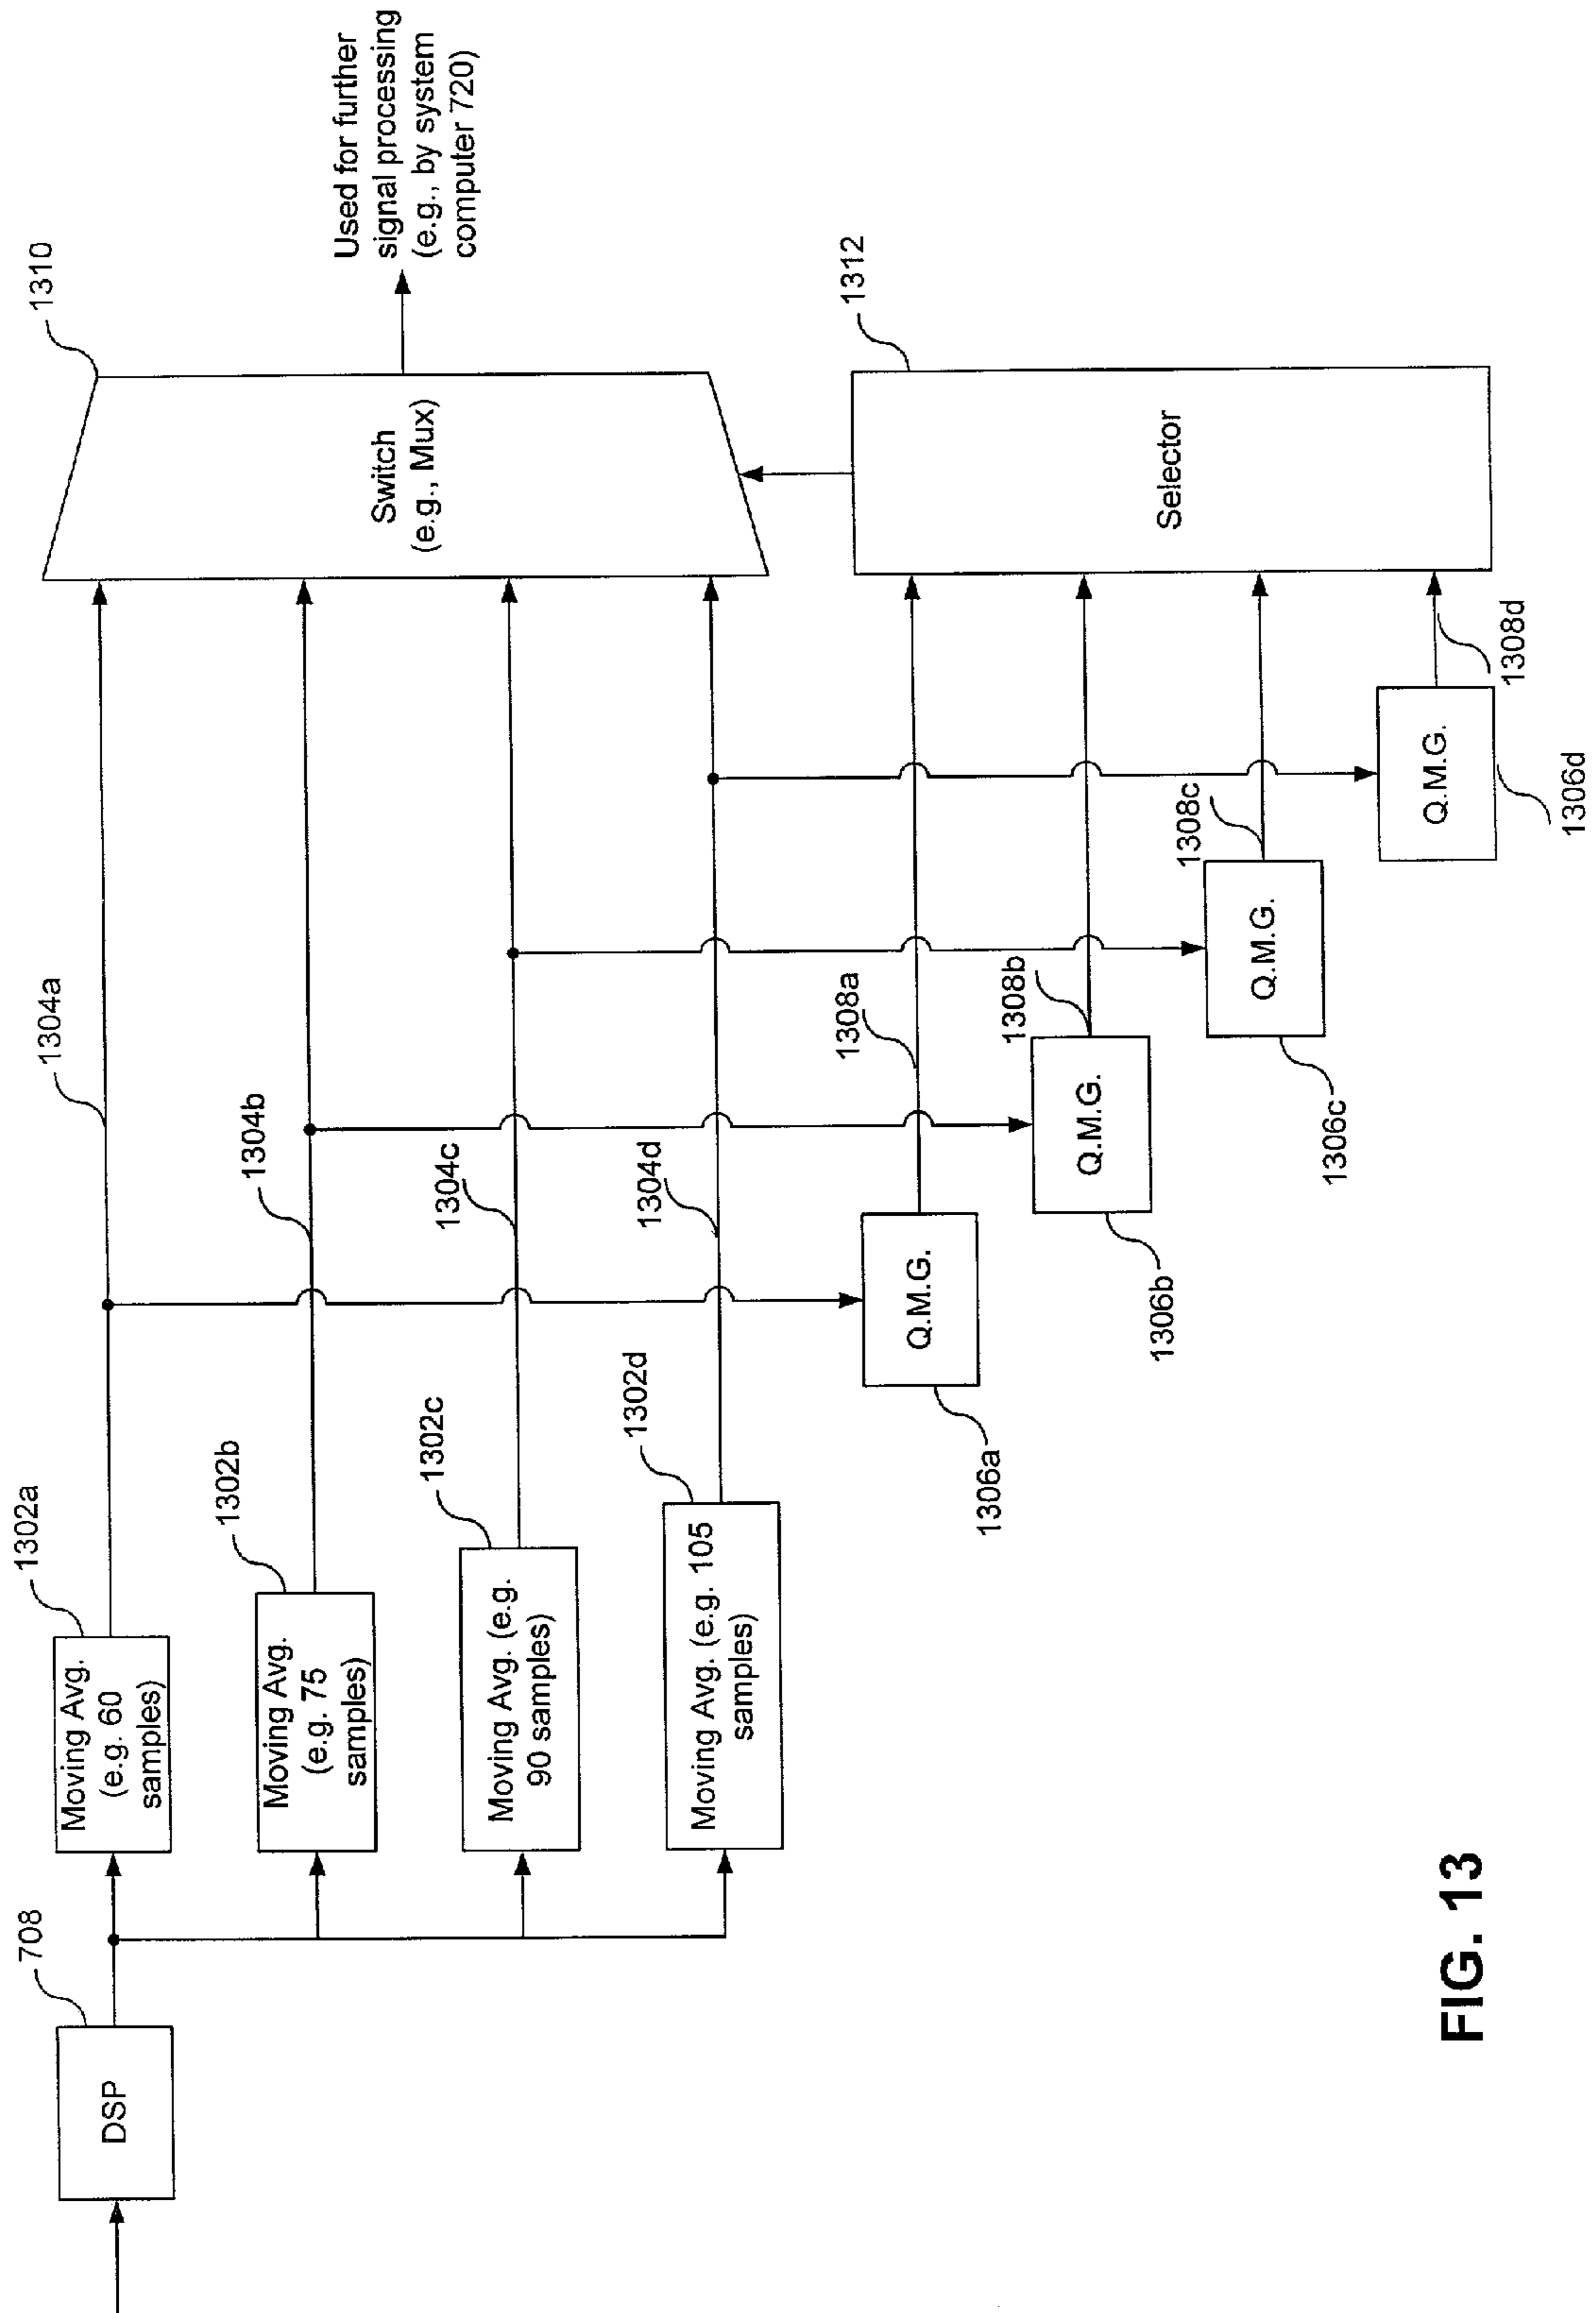 708
DSP
1302a
Moving Avg.
(e.g. 60
samples)
1302b
Moving Avg.
(e.g. 75
samples)
1302c
Moving Avg. (e.g.
90 samples)
1302d
Moving Avg. (e.g. 105
samples)
1304a
1304b
1304c
1304d
1306a
Q.M.G.
1308a
1306b
Q.M.G.
1308b
1306c
Q.M.G.
1308c
1306d
Q.M.G.
1308d
1310
Switch
(e.g., Mux)
1312
Selector
Used for further
signal processing
(e.g., by system
computer 720)
FIG. 13